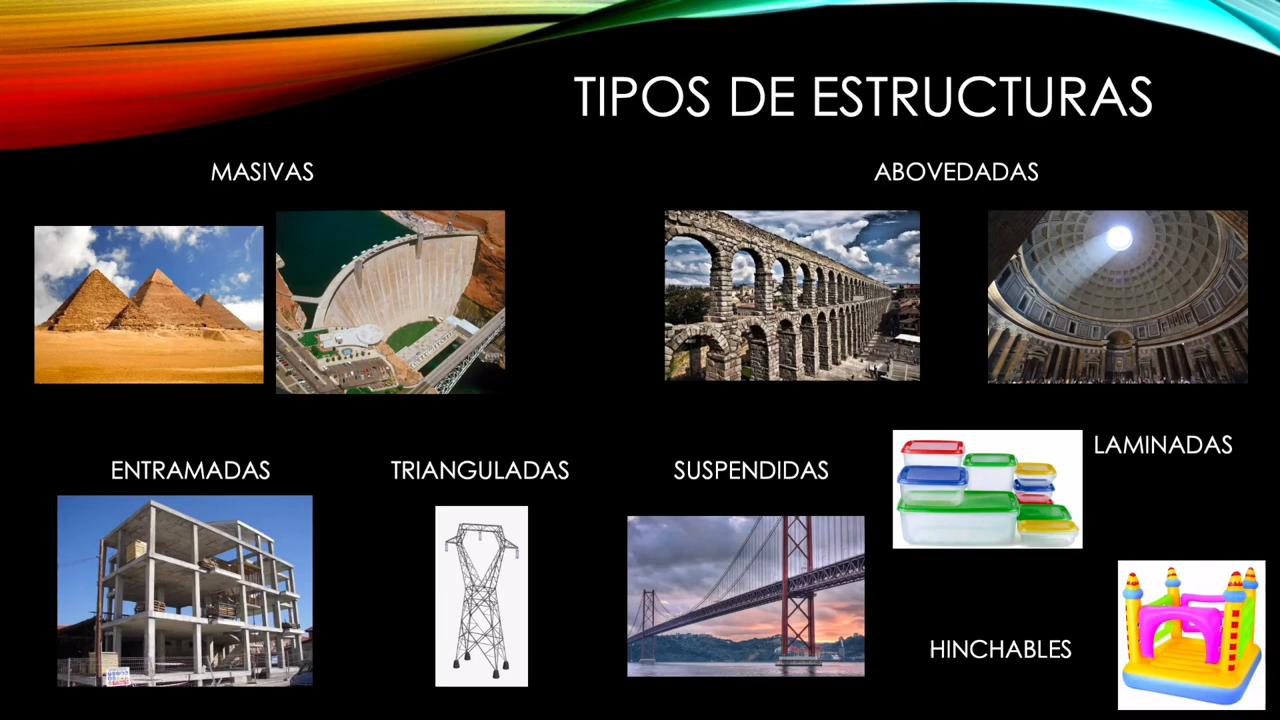 TIPOS DE ESTRUCTURAS
MASIVAS
ABOVEDADAS
ENTRAMADAS
TRIANGULADAS
SUSPENDIDAS
LAMINADAS
HINCHABLES